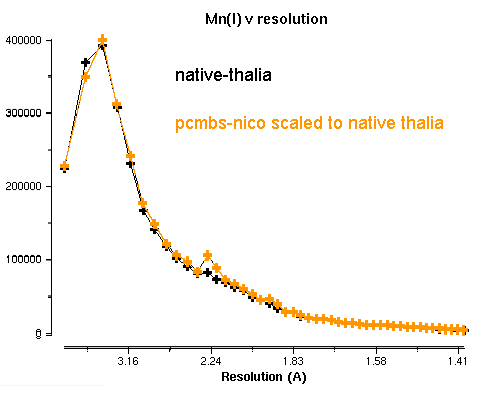 Mn(I) v resolution
400000
native-thalia
pcmbs-nico scaled to native thalia
300000
200000
100000
0
3.16 2.24 1.83 1.58 1.41
Resolution (A)